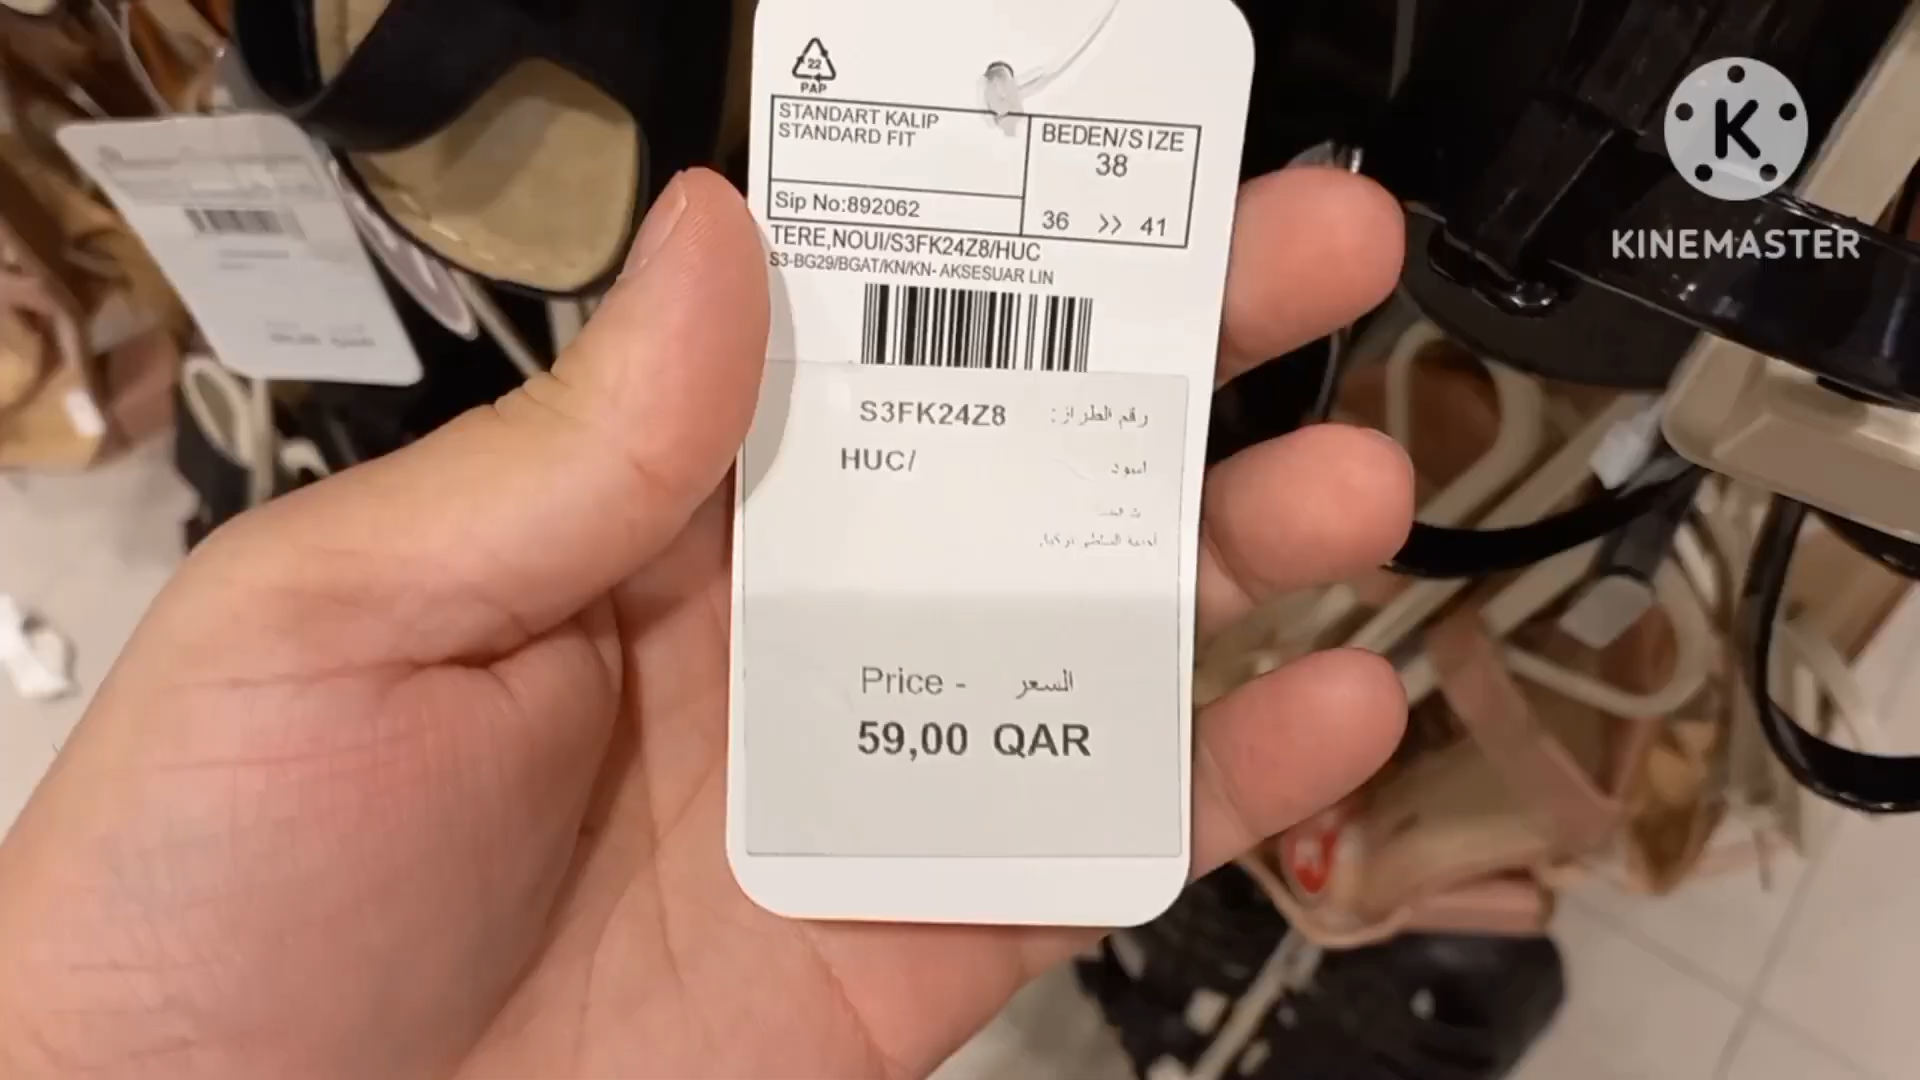 22
PAP
STANDART KALIP
STANDARD FIT
BEDEN/SIZE
38
Sip No:892062
36 >> 41
TERE,NOUI/S3FK24Z8/HUC
S3-BG29/BGAT/KN/KN- AKSESUAR LIN
S3FK24Z8 رقم الطراز:
HUC/ اسود
Price - السعر
59,00 QAR
K
KINEMASTER